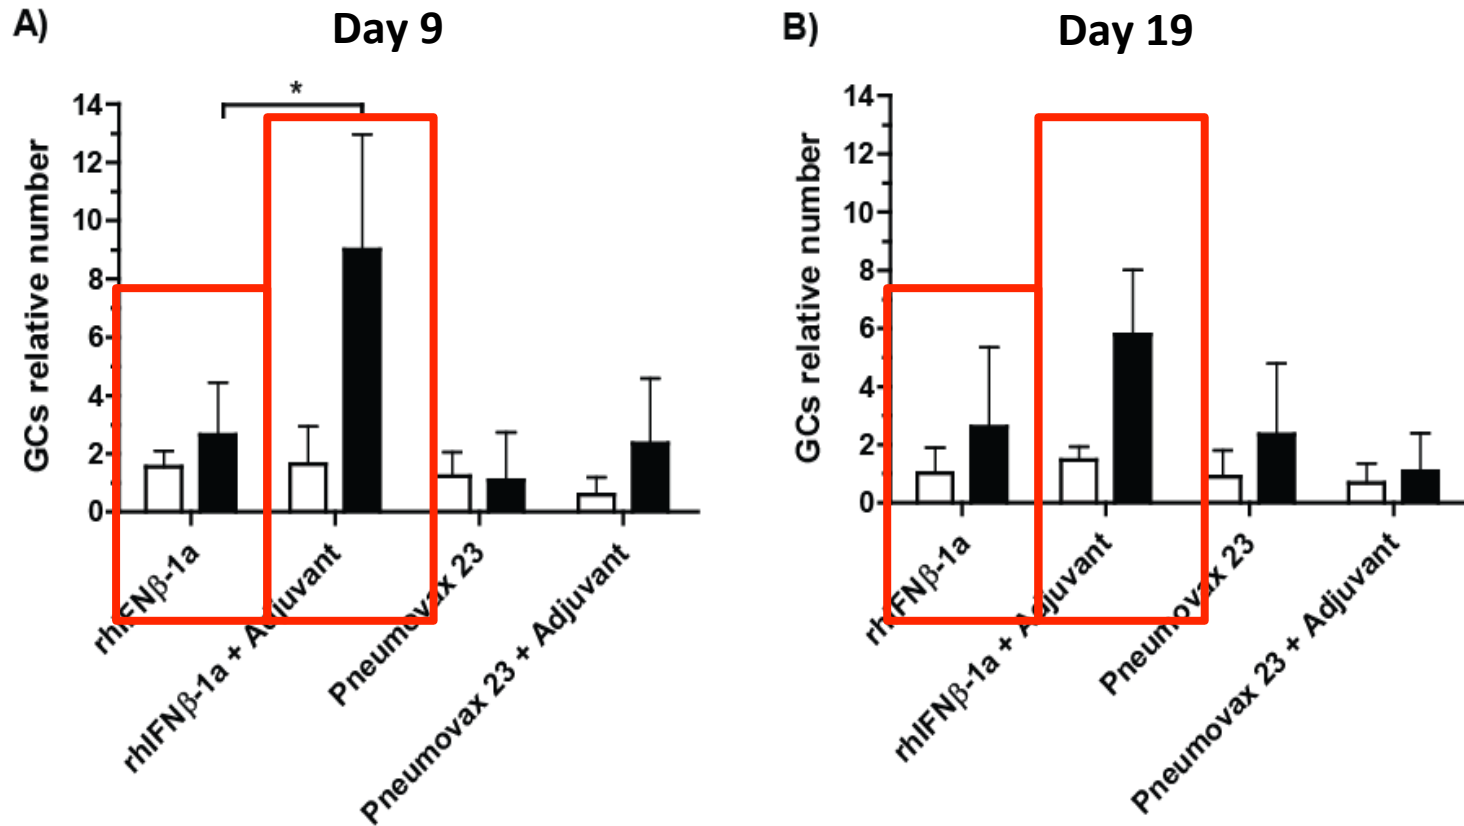 A)
Day 9
GCs relative number
14
12
10
8
6
4
2
0
*
rhIFNβ-1a
rhIFNβ-1a + Adjuvant
Pneumovax 23
Pneumovax 23 + Adjuvant
B)
Day 19
GCs relative number
14
12
10
8
6
4
2
0
rhIFNβ-1a
rhIFNβ-1a + Adjuvant
Pneumovax 23
Pneumovax 23 + Adjuvant